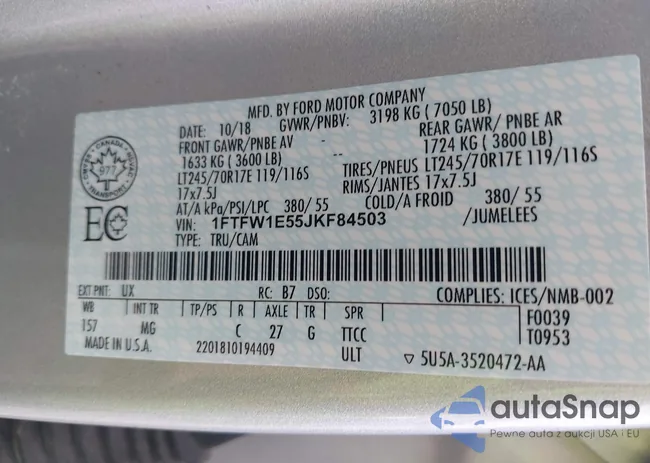 MFD. BY FORD MOTOR COMPANY
DATE: 10/18 GVWR/PNBV: 3198 KG ( 7050 LB)
FRONT GAWR/PNBE AV -- REAR GAWR/ PNBE AR
1633 KG ( 3600 LB) 1724 KG ( 3800 LB)
LT245/70R17E 119/116S TIRES/PNEUS LT245/70R17E 119/116S
17x7.5J RIMS/JANTES 17x7.5J
AT/A kPa/PSI/LPC 380/ 55 COLD/A FROID 380/ 55
VIN: 1FTFW1E55JKF84503 /JUMELEES
TYPE: TRU/CAM
CANADA
TRANSPORT
977
EC
EXT PNT: UX RC: B7 DSO: COMPLIES: ICES/NMB-002
WB INT TR TP/PS R AXLE TR SPR F0039
157 MG C 27 G TTCC T0953
MADE IN U.S.A. 2201810194409 ULT ▽ 5U5A-3520472-AA
autaSnap
Pewne auta z aukcji USA i EU